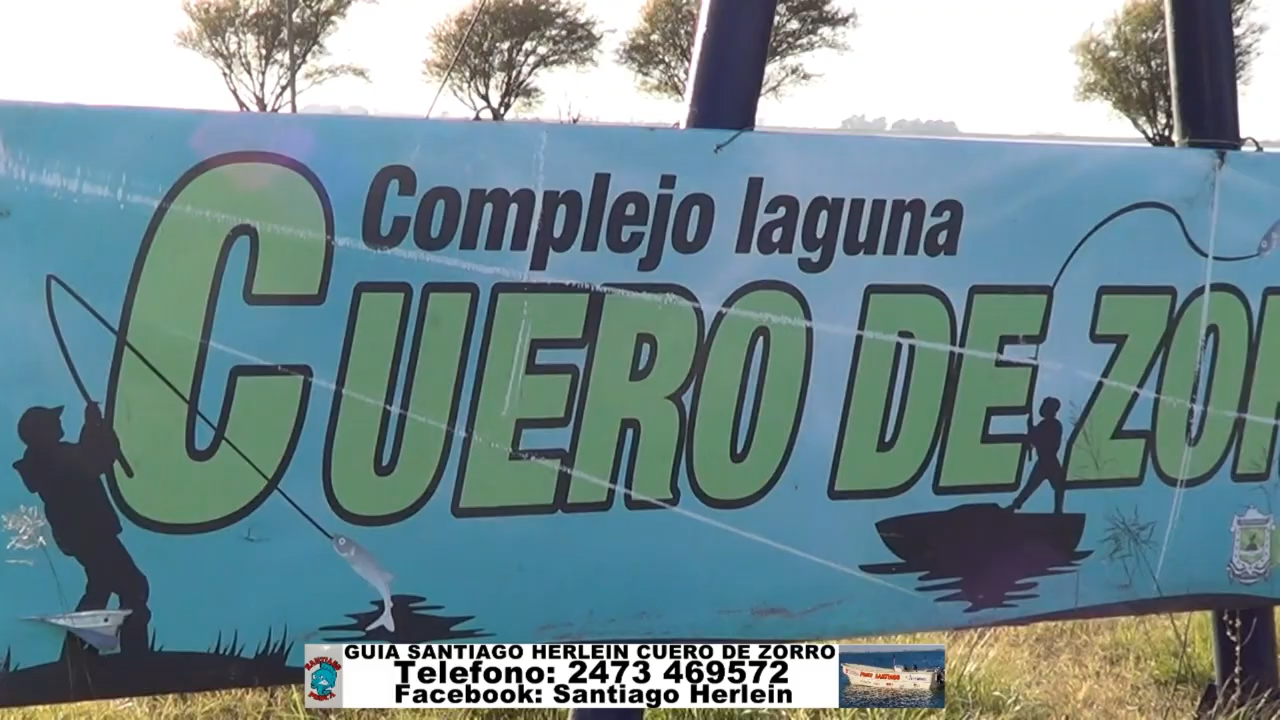 Complejo laguna
CUERO DE ZOR
GUIA SANTIAGO HERLEIN CUERO DE ZORRO
Telefono: 2473 469572
Facebook: Santiago Herlein